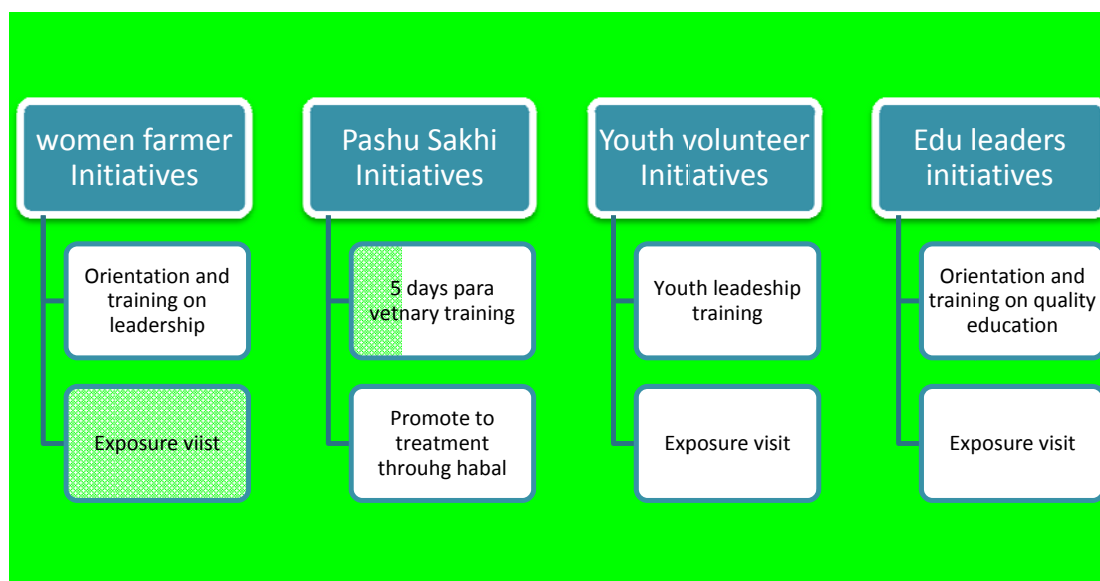 women farmer
Initiatives
Orientation and
training on
leadership
Exposure viist
Pashu Sakhi
Initiatives
5 days para
vetnary training
Promote to
treatment
throuhg habal
Youth volunteer
Initiatives
Youth leadeship
training
Exposure visit
Edu leaders
initiatives
Orientation and
training on quality
education
Exposure visit